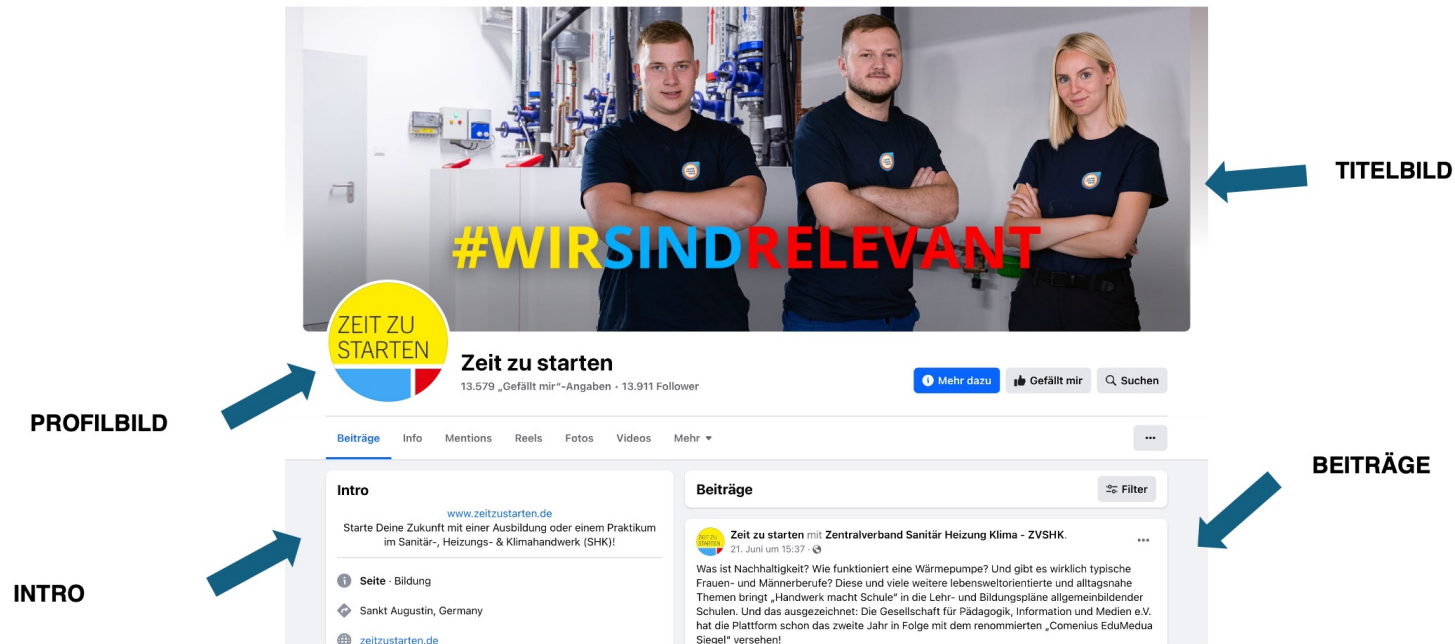 #WIRSINDRELEVANT
TITELBILD
ZEIT ZU
STARTEN
PROFILBILD
Zeit zu starten
13.579 „Gefällt mir“-Angaben • 13.911 Follower
Mehr dazu
Gefällt mir
Suchen
Beiträge Info Mentions Reels Fotos Videos Mehr
BEITRÄGE
INTRO
Intro
www.zeitzustarten.de
Starte Deine Zukunft mit einer Ausbildung oder einem Praktikum
im Sanitär-, Heizungs- & Klimahandwerk (SHK)!
Seite · Bildung
Sankt Augustin, Germany
zeitzustarten.de
Beiträge
Filter
Zeit zu starten mit Zentralverband Sanitär Heizung Klima - ZVSHK.
21. Juni um 15:37 ·
Was ist Nachhaltigkeit? Wie funktioniert eine Wärmepumpe? Und gibt es wirklich typische
Frauen- und Männerberufe? Diese und viele weitere lebensweltorientierte und alltagsnahe
Themen bringt „Handwerk macht Schule“ in die Lehr- und Bildungspläne allgemeinbildender
Schulen. Und das ausgezeichnet: Die Gesellschaft für Pädagogik, Information und Medien e.V.
hat die Plattform schon das zweite Jahr in Folge mit dem renommierten „Comenius EduMedua
Siegel“ versehen!